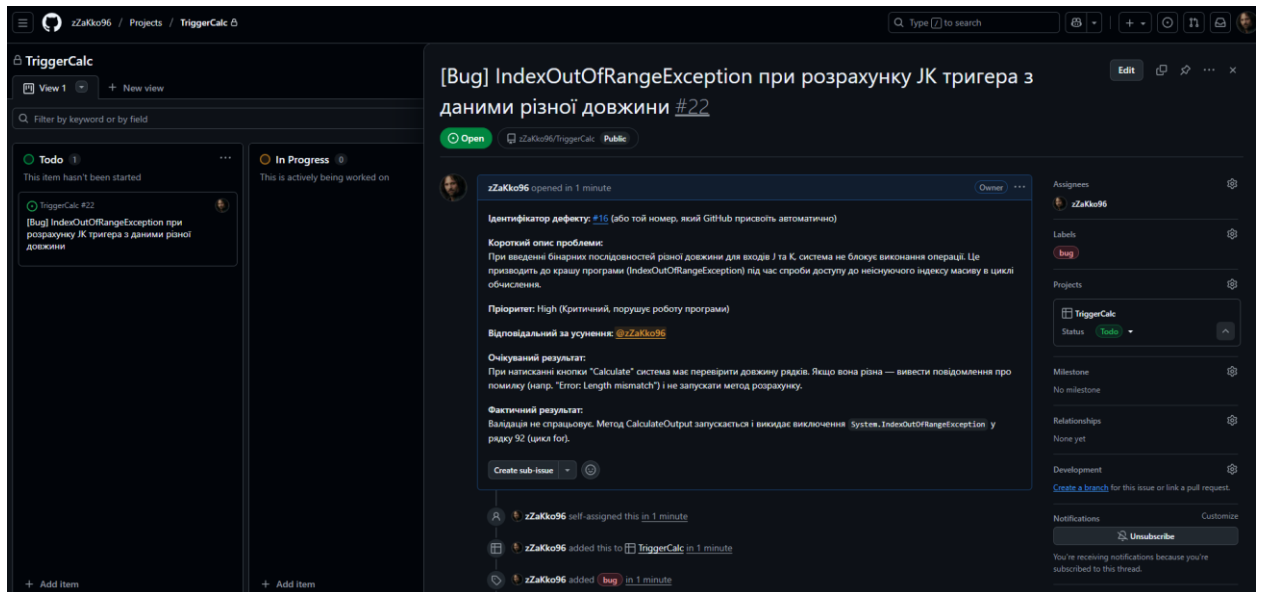 zZaKko96 / Projects / TriggerCalc
Type / to search
TriggerCalc
View 1
+ New view
Filter by keyword or by field
Todo 1
This item hasn't been started
TriggerCalc #22
[Bug] IndexOutOfRangeException при
розрахунку JK тригера з даними різної
довжини
+ Add item
In Progress 0
This is actively being worked on
+ Add item
[Bug] IndexOutOfRangeException при розрахунку JK тригера з
даними різної довжини #22
Edit
Open
zZaKko96/TriggerCalc Public
zZaKko96 opened in 1 minute
Owner
Ідентифікатор дефекту: #16 (або той номер, який GitHub присвоїть автоматично)
Короткий опис проблеми:
При введенні бінарних послідовностей різної довжини для входів J та K, система не блокує виконання операції. Це
призводить до крашу програми (IndexOutOfRangeException) під час спроби доступу до неіснуючого індексу масиву в циклі
обчислення.
Пріоритет: High (Критичний, порушує роботу програми)
Відповідальний за усунення: @zZaKko96
Очікуваний результат:
При натисканні кнопки "Calculate" система має перевірити довжину рядків. Якщо вона різна — вивести повідомлення про
помилку (напр. "Error: Length mismatch") і не запускати метод розрахунку.
Фактичний результат:
Валідація не спрацьовує. Метод CalculateOutput запускається і викидає виключення System.IndexOutOfRangeException у
рядку 92 (цикл for).
Create sub-issue
zZaKko96 self-assigned this in 1 minute
zZaKko96 added this to TriggerCalc in 1 minute
zZaKko96 added bug in 1 minute
Assignees
zZaKko96
Labels
bug
Projects
TriggerCalc
Status Todo
Milestone
No milestone
Relationships
None yet
Development
Create a branch for this issue or link a pull request.
Notifications Customize
Unsubscribe
You're receiving notifications because you're
subscribed to this thread.